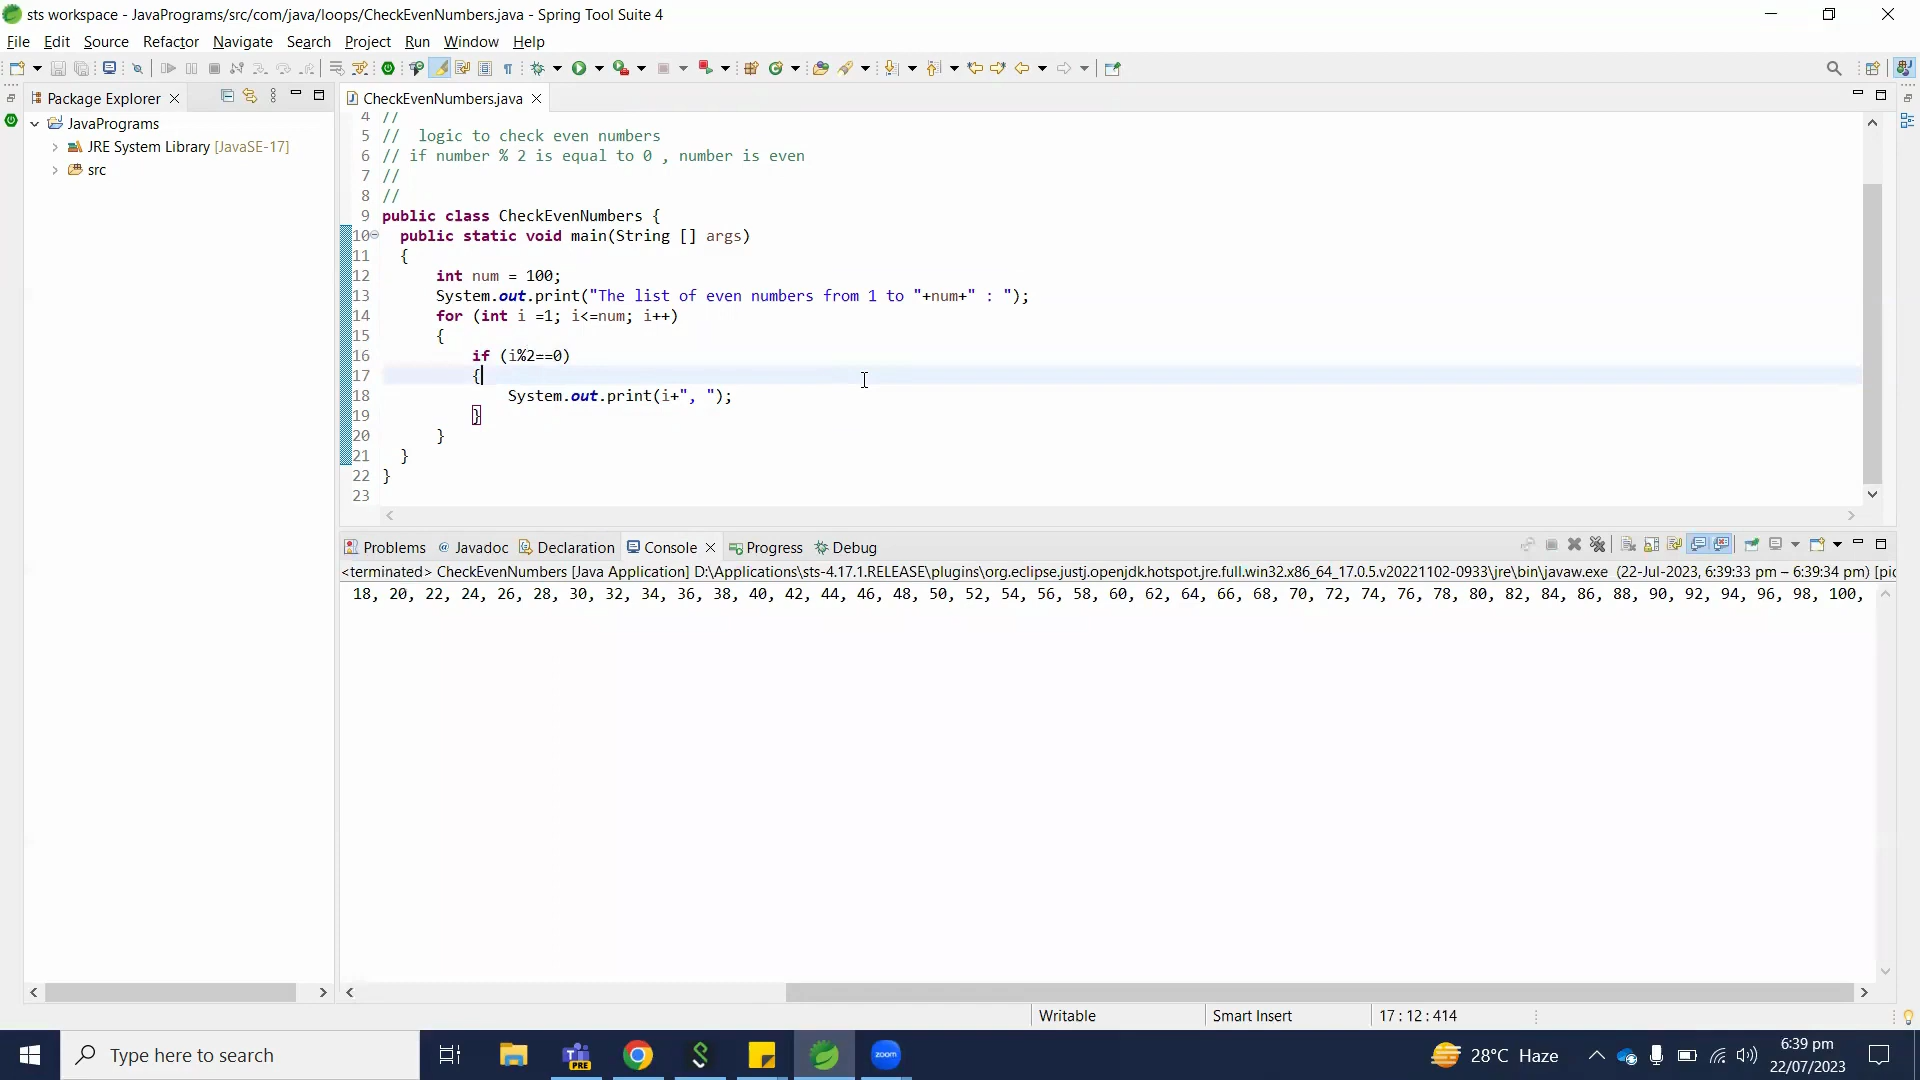 sts workspace - JavaPrograms/src/com/java/loops/CheckEvenNumbers.java - Spring Tool Suite 4
File Edit Source Refactor Navigate Search Project Run Window Help
Package Explorer
CheckEvenNumbers.java
JavaPrograms
JRE System Library [JavaSE-17]
src
4 //
5 //  logic to check even numbers
6 // if number % 2 is equal to 0 , number is even
7 //
8 //
9 public class CheckEvenNumbers {
10 public static void main(String [] args)
11 {
12 int num = 100;
13 System.out.print("The list of even numbers from 1 to "+num+" : ");
14 for (int i =1; i<=num; i++)
15 {
16 if (i%2==0)
17 {
18 System.out.print(i+", ");
19 }
20 }
21 }
22 }
23
Problems @ Javadoc Declaration Console Progress Debug
<terminated> CheckEvenNumbers [Java Application] D:\Applications\sts-4.17.1.RELEASE\plugins\org.eclipse.justj.openjdk.hotspot.jre.full.win32.x86_64_17.0.5.v20221102-0933\jre\bin\javaw.exe (22-Jul-2023, 6:39:33 pm – 6:39:34 pm) [pic
18, 20, 22, 24, 26, 28, 30, 32, 34, 36, 38, 40, 42, 44, 46, 48, 50, 52, 54, 56, 58, 60, 62, 64, 66, 68, 70, 72, 74, 76, 78, 80, 82, 84, 86, 88, 90, 92, 94, 96, 98, 100,
Writable Smart Insert 17 : 12 : 414
Type here to search
PRE
zoom
28°C Haze
6:39 pm
22/07/2023